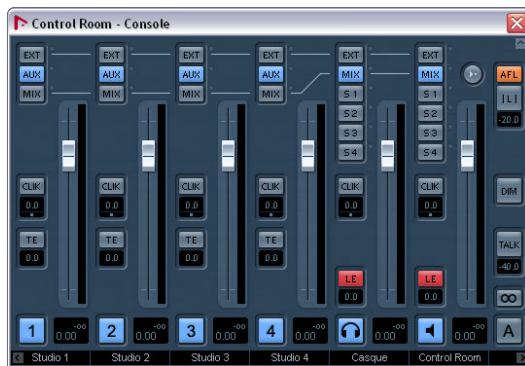 Control Room - Console
EXT EXT EXT EXT EXT EXT
AUX AUX AUX AUX MIX MIX AFL
MIX MIX MIX MIX S 1 S 1 |L|
S 2 S 2 -20.0
S 3 S 3
S 4 S 4
CLIK CLIK CLIK CLIK CLIK CLIK DIM
0.0 0.0 0.0 0.0 0.0 0.0
TE TE TE TE TALK
0.0 0.0 0.0 0.0 -40.0
LE LE
0.0 0.0 ∞
1 0.00 -oo 2 0.00 -oo 3 0.00 -oo 4 0.00 -oo 0.00 -oo 0.00 -oo A
Studio 1 Studio 2 Studio 3 Studio 4 Casque Control Room